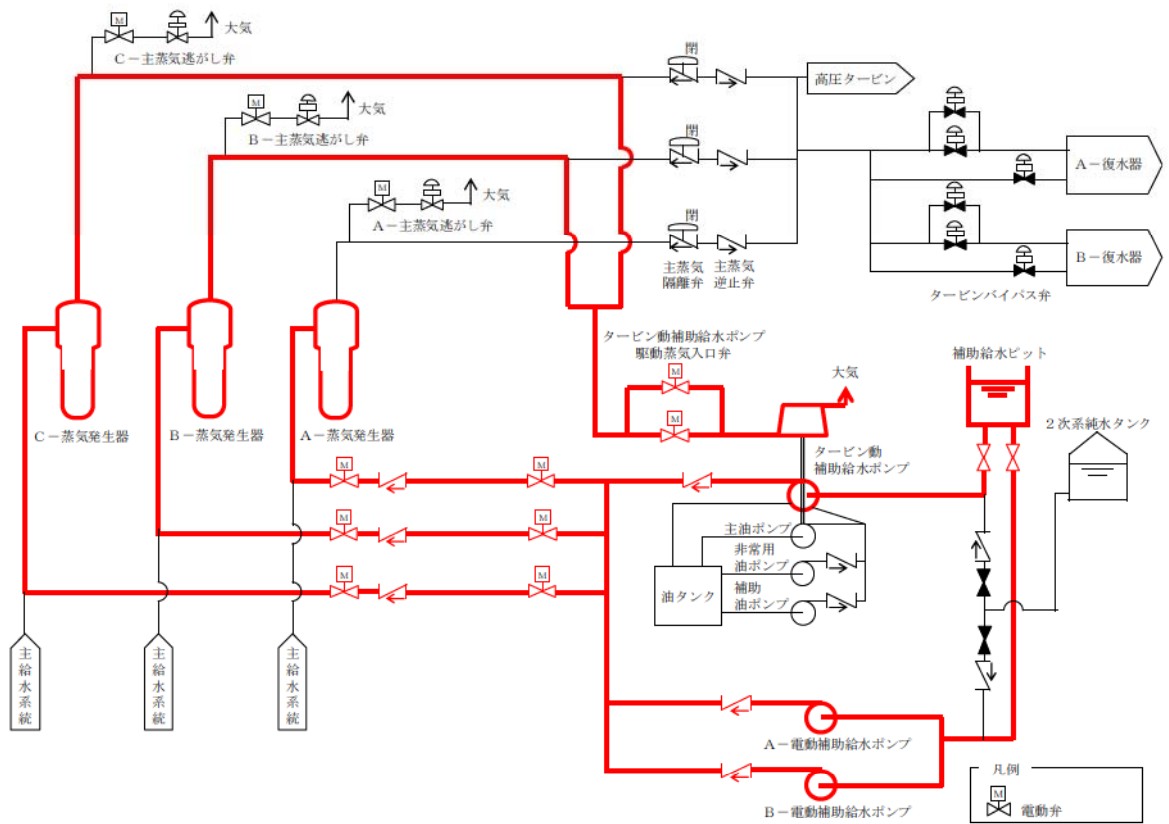 M
大気
C－主蒸気逃がし弁
M
大気
B－主蒸気逃がし弁
M
大気
A－主蒸気逃がし弁
閉
高圧タービン
閉
閉
主蒸気
隔離弁
主蒸気
逆止弁
A－復水器
B－復水器
タービンバイパス弁
タービン動補助給水ポンプ
駆動蒸気入口弁
M
M
大気
補助給水ピット
2次系純水タンク
C－蒸気発生器
B－蒸気発生器
A－蒸気発生器
タービン動
補助給水ポンプ
M
M
M
M
M
M
主油ポンプ
非常用
油ポンプ
補助
油ポンプ
油タンク
主給水系統
主給水系統
主給水系統
A－電動補助給水ポンプ
B－電動補助給水ポンプ
凡例
M
電動弁